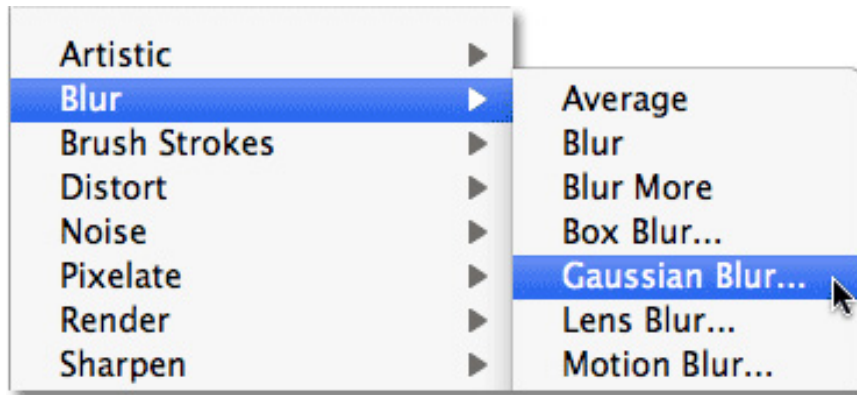 Artistic
Blur
Brush Strokes
Distort
Noise
Pixelate
Render
Sharpen
Average
Blur
Blur More
Box Blur...
Gaussian Blur...
Lens Blur...
Motion Blur...